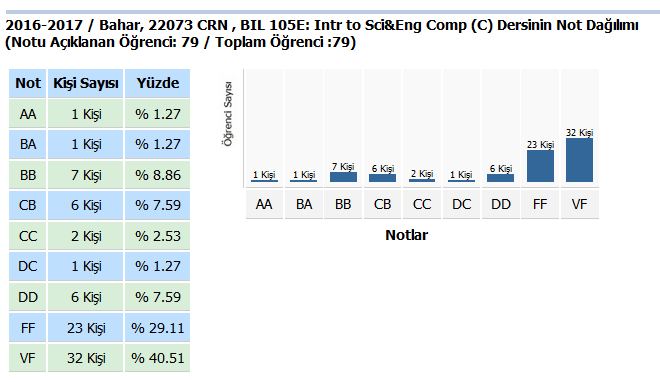 2016-2017 / Bahar, 22073 CRN , BIL 105E: Intr to Sci&Eng Comp (C) Dersinin Not Dağılımı
(Notu Açıklanan Öğrenci: 79 / Toplam Öğrenci :79)
Not Kişi Sayısı Yüzde
AA 1 Kişi % 1.27
BA 1 Kişi % 1.27
BB 7 Kişi % 8.86
CB 6 Kişi % 7.59
CC 2 Kişi % 2.53
DC 1 Kişi % 1.27
DD 6 Kişi % 7.59
FF 23 Kişi % 29.11
VF 32 Kişi % 40.51
Öğrenci Sayısı
1 Kişi 1 Kişi 7 Kişi 6 Kişi 2 Kişi 1 Kişi 6 Kişi 23 Kişi 32 Kişi
AA BA BB CB CC DC DD FF VF
Notlar